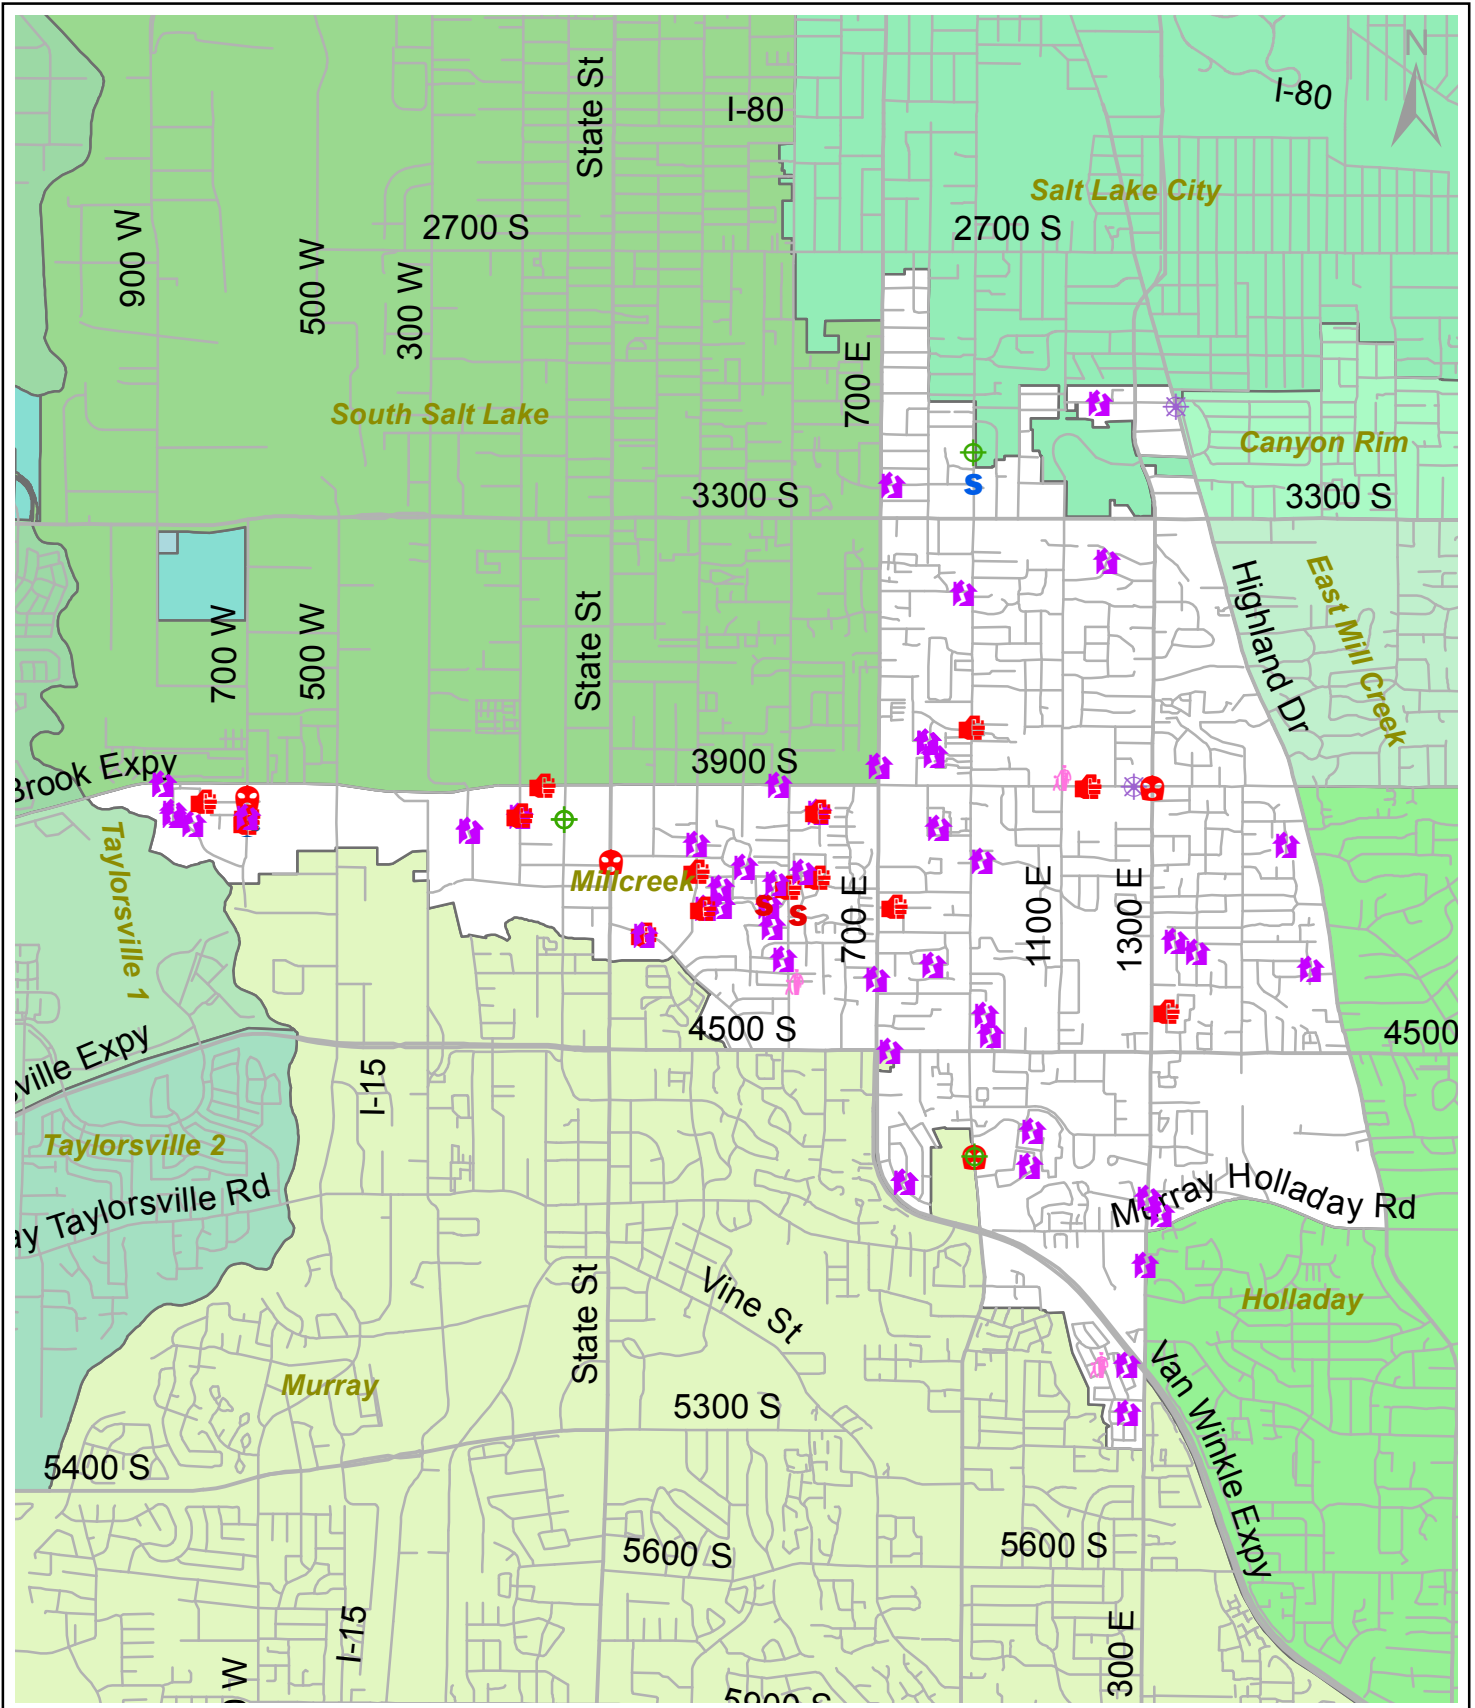 N
I-80
I-80
State St
Salt Lake City
2700 S
2700 S
900 W
500 W
300 W
700 E
South Salt Lake
Canyon Rim
3300 S
3300 S
S
Highland Dr
East Mill Creek
700 W
500 W
State St
Brook Expy
3900 S
Taylorsville 1
Millcreek
S
S
700 E
1100 E
1300 E
4500 S
4500
sville Expy
I-15
Taylorsville 2
ay Taylorsville Rd
Murray Holladay Rd
State St
Vine St
Holladay
Murray
5300 S
Van Winkle Expy
5400 S
5600 S
5600 S
I-15
300 E
0 W
5900 S